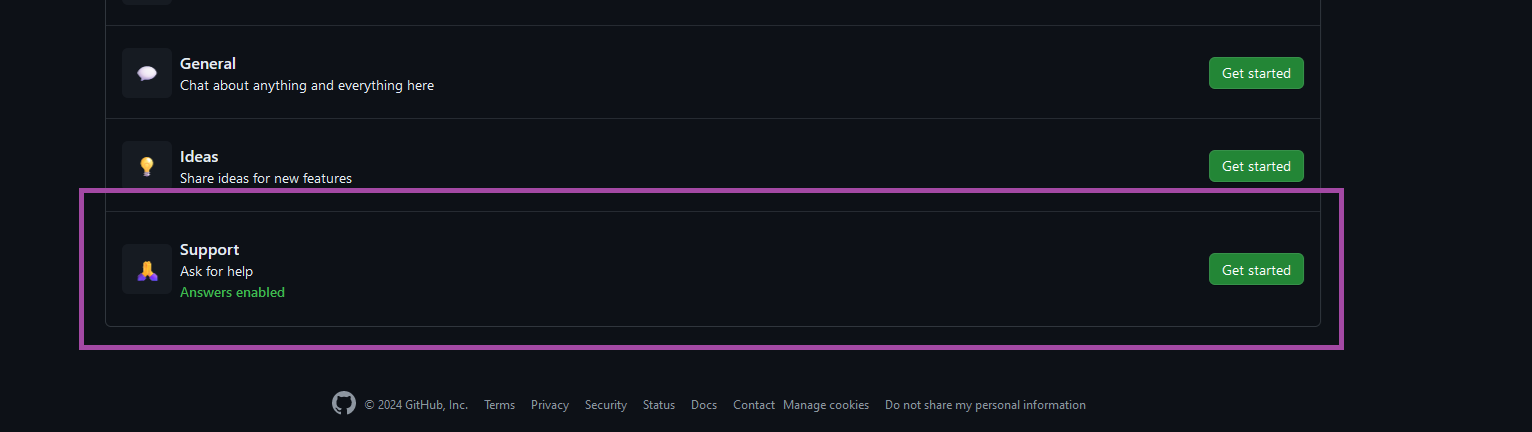 General
Chat about anything and everything here
Get started
Ideas
Share ideas for new features
Get started
Support
Ask for help
Answers enabled
Get started
© 2024 GitHub, Inc. Terms Privacy Security Status Docs Contact Manage cookies Do not share my personal information